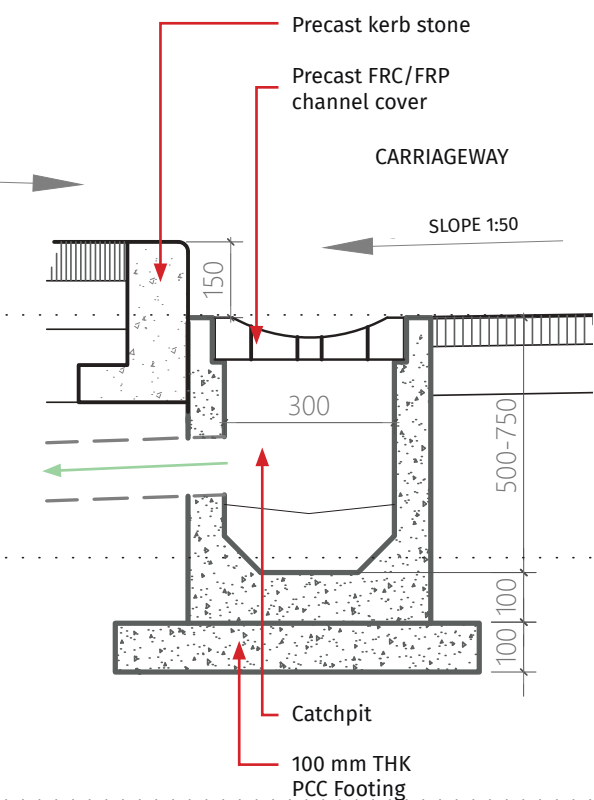 Precast kerb stone
Precast FRC/FRP
channel cover
CARRIAGEWAY
SLOPE 1:50
150
300
500-750
100
100
Catchpit
100 mm THK
PCC Footing